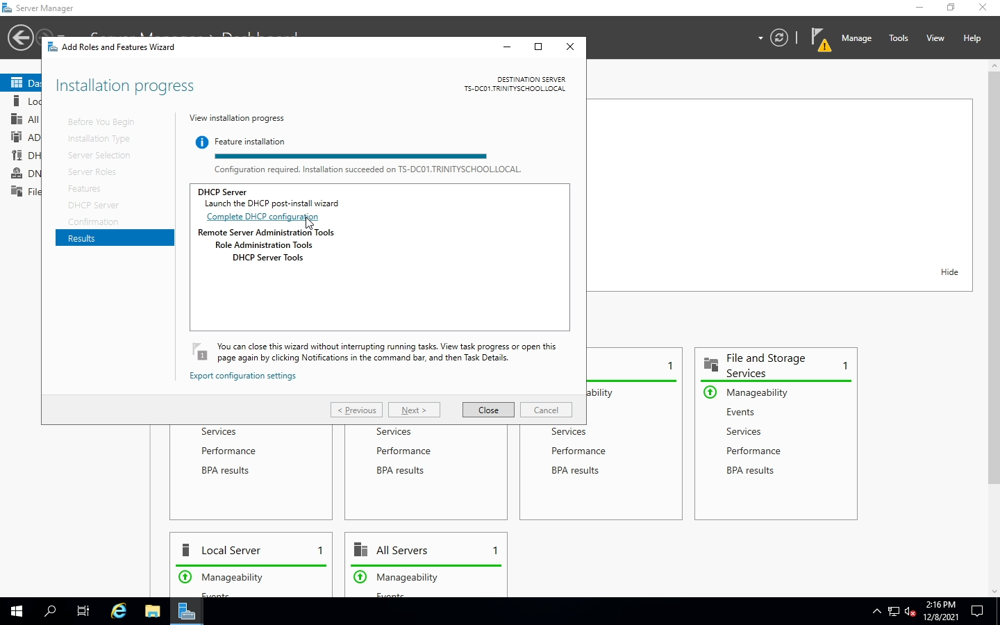 Server Manager
Manage
Tools
View
Help
Add Roles and Features Wizard
Installation progress
DESTINATION SERVER
TS-DC01.TRINITYSCHOOL.LOCAL
Before You Begin
Installation Type
Server Selection
Server Roles
Features
DHCP Server
Confirmation
Results
View installation progress
Feature installation
Configuration required. Installation succeeded on TS-DC01.TRINITYSCHOOL.LOCAL.
DHCP Server
Launch the DHCP post-install wizard
Complete DHCP configuration
Remote Server Administration Tools
Role Administration Tools
DHCP Server Tools
1
You can close this wizard without interrupting running tasks. View task progress or open this
page again by clicking Notifications in the command bar, and then Task Details.
Export configuration settings
< Previous
Next >
Close
Cancel
All
AD
DH
DN
File
Hide
Services
Performance
BPA results
Services
Performance
BPA results
1
Services
Performance
BPA results
File and Storage
Services
1
Manageability
Events
Services
Performance
BPA results
Local Server 1
Manageability
Events
All Servers 1
Manageability
Events
2:16 PM
12/8/2021